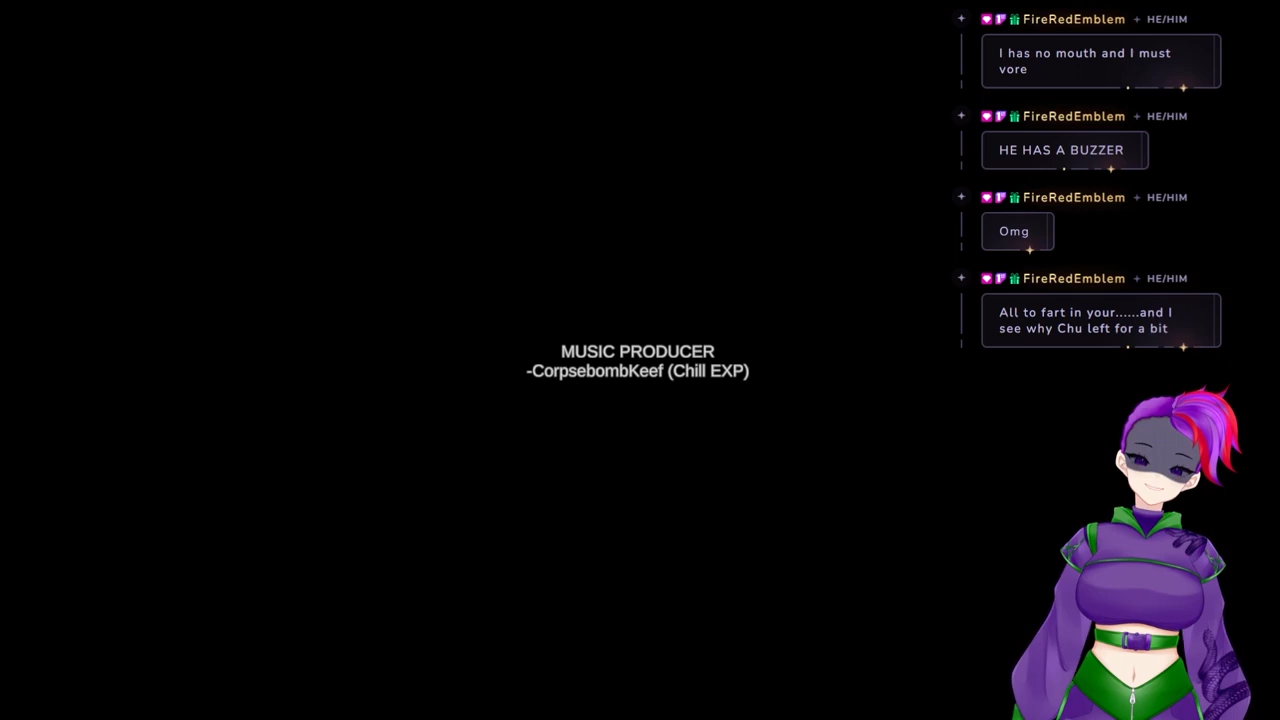 FireRedEmblem + HE/HIM
I has no mouth and I must
vore
FireRedEmblem + HE/HIM
HE HAS A BUZZER
FireRedEmblem + HE/HIM
Omg
FireRedEmblem + HE/HIM
All to fart in your......and I
see why Chu left for a bit
MUSIC PRODUCER
-CorpsebombKeef (Chill EXP)